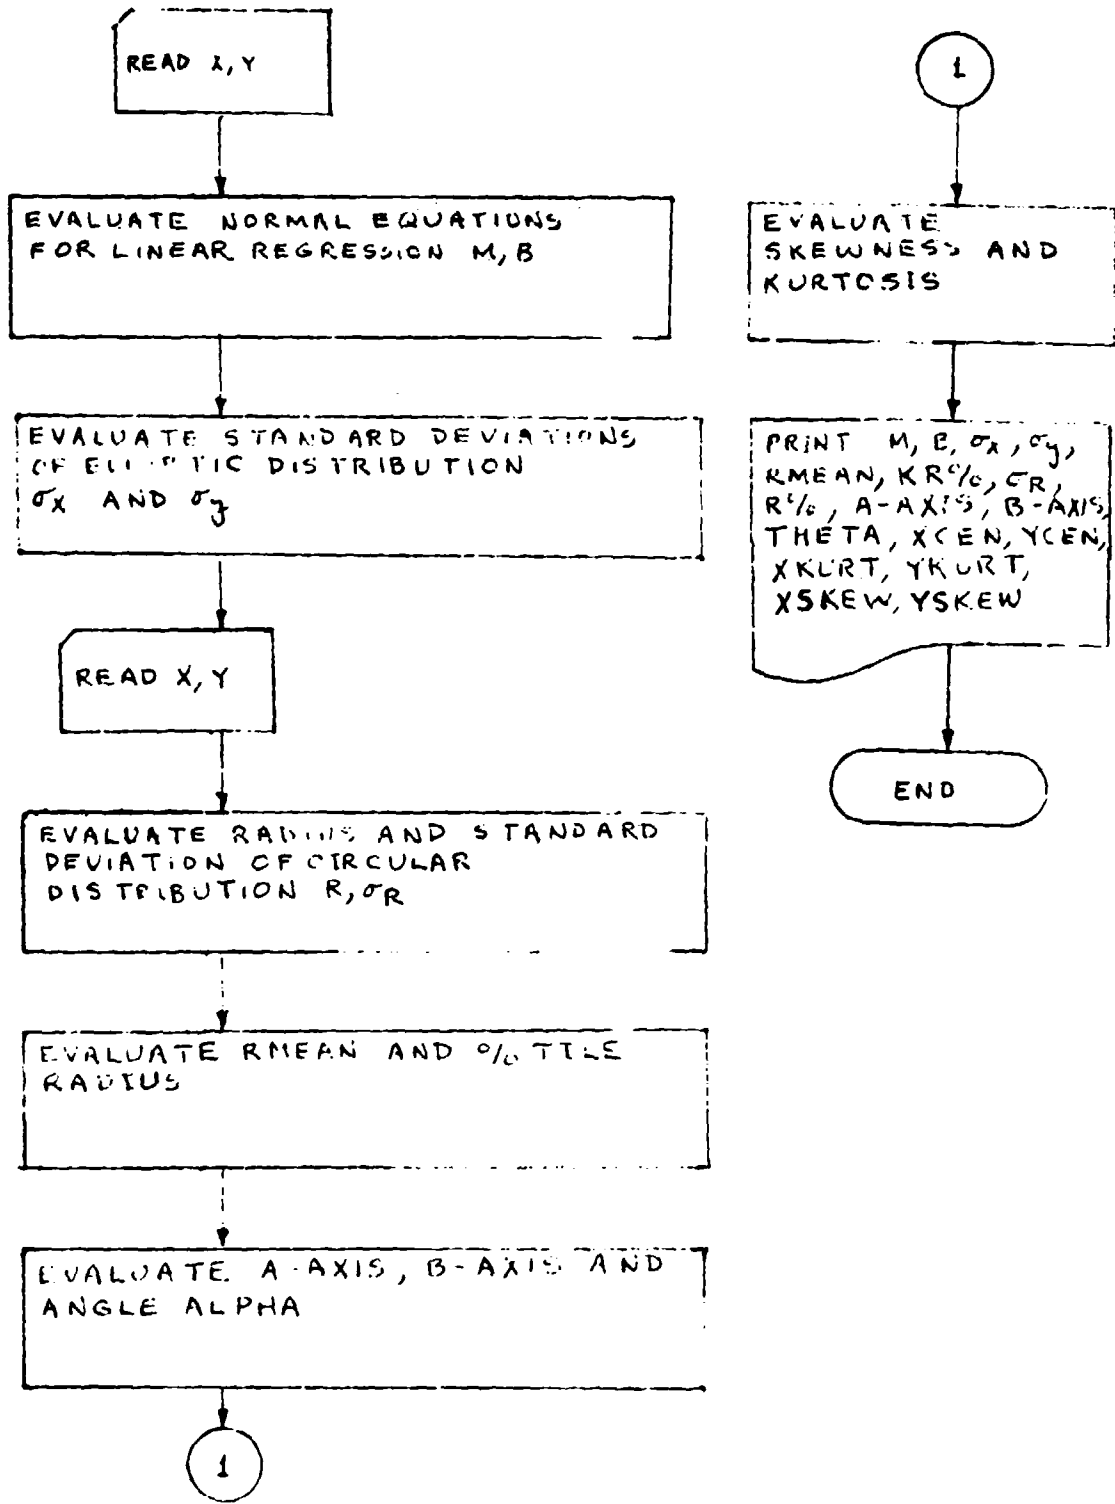 READ X, Y
EVALUATE NORMAL EQUATIONS
FOR LINEAR REGRESSION M, B
EVALUATE STANDARD DEVIATIONS
OF ELLIPTIC DISTRIBUTION
σx AND σy
READ X, Y
EVALUATE RADIUS AND STANDARD
DEVIATION OF CIRCULAR
DISTRIBUTION R, σR
EVALUATE RMEAN AND %TILE
RADIUS
EVALUATE A-AXIS, B-AXIS AND
ANGLE ALPHA
1
1
EVALUATE
SKEWNESS AND
KURTOSIS
PRINT M, B, σx, σy,
RMEAN, KR%, σR,
R%, A-AXIS, B-AXIS,
THETA, XCEN, YCEN,
XKURT, YKURT,
XSKEW, YSKEW
END